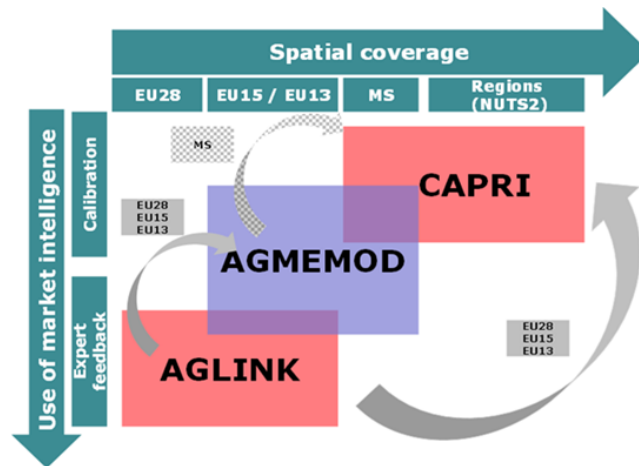 Spatial coverage
EU28
EU15 / EU13
MS
Regions
(NUTS2)
Use of market intelligence
Calibration
Expert
feedback
MS
CAPRI
EU28
EU15
EU13
AGMEMOD
EU28
EU15
EU13
AGLINK